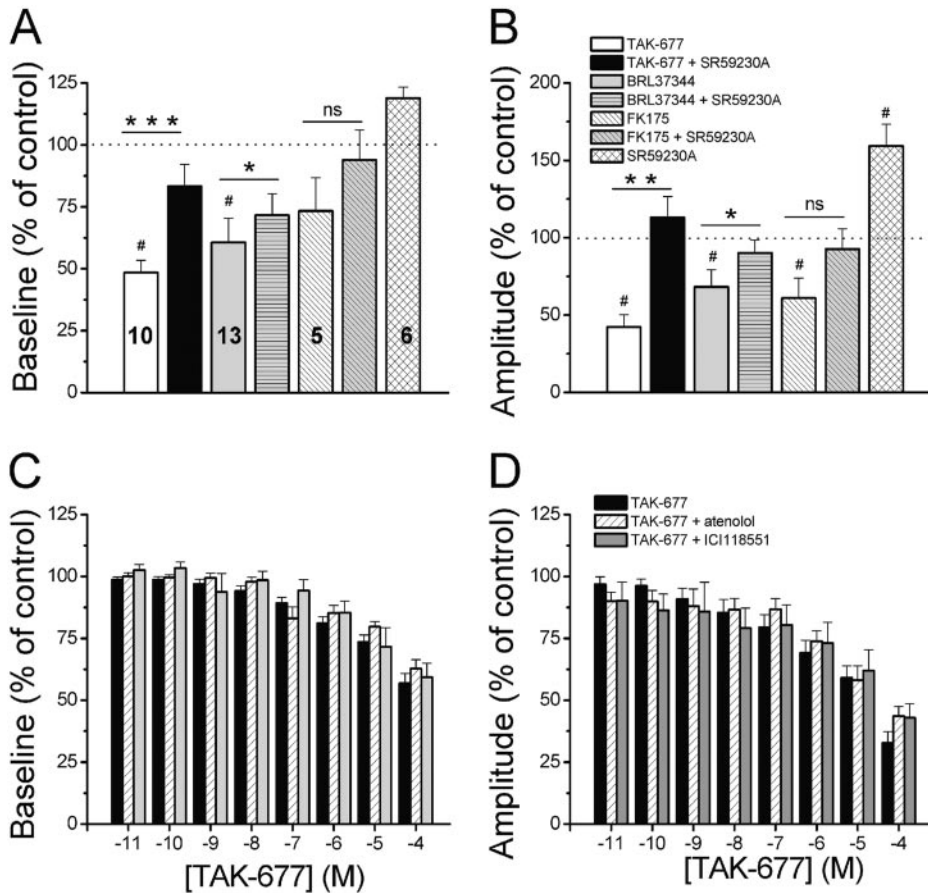 A
Baseline (% of control)
125
100
75
50
25
0
* * *
*
ns
#
#
10
13
5
6
B
Amplitude (% of control)
200
150
100
50
0
TAK-677
TAK-677 + SR59230A
BRL37344
BRL37344 + SR59230A
FK175
FK175 + SR59230A
SR59230A
* *
*
ns
#
#
#
#
C
Baseline (% of control)
125
100
75
50
25
0
-11 -10 -9 -8 -7 -6 -5 -4
[TAK-677] (M)
D
Amplitude (% of control)
125
100
75
50
25
0
TAK-677
TAK-677 + atenolol
TAK-677 + ICI118551
-11 -10 -9 -8 -7 -6 -5 -4
[TAK-677] (M)